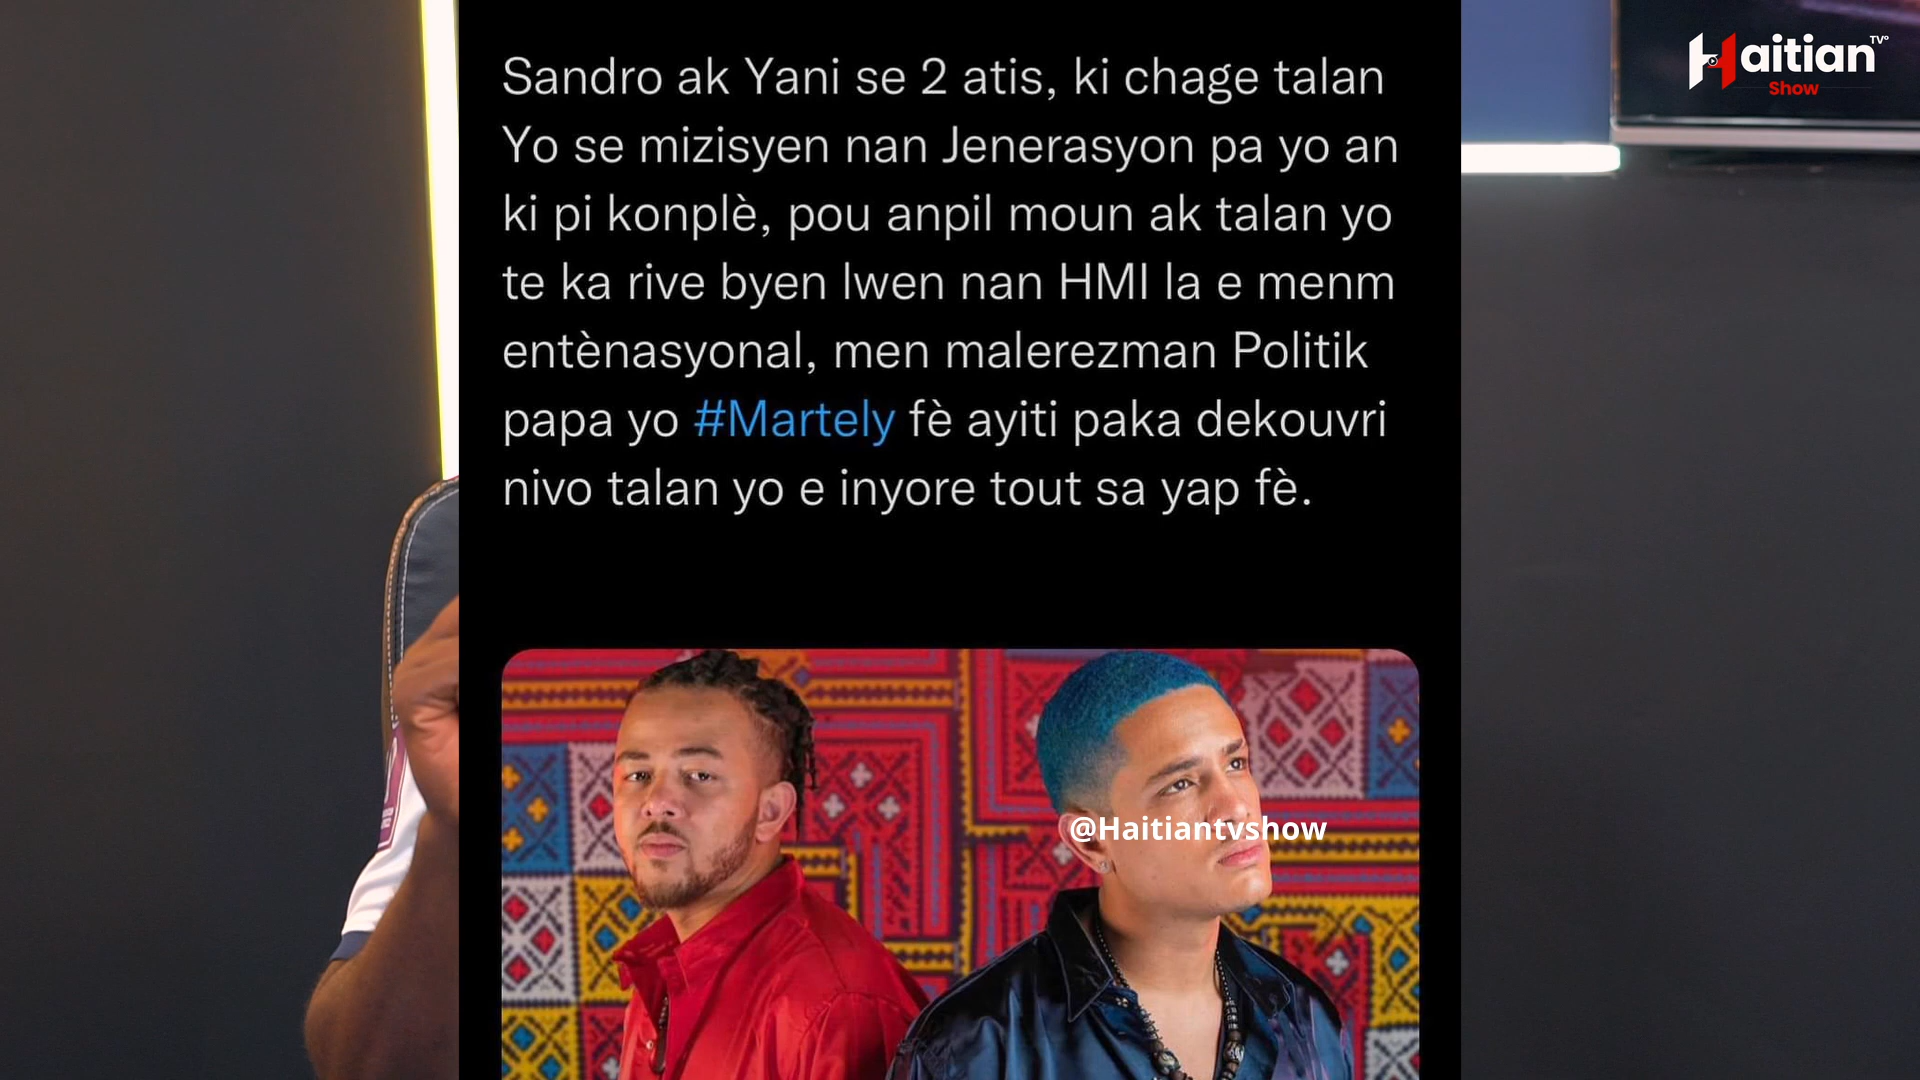 Haitian TV°
Show
Sandro ak Yani se 2 atis, ki chage talan
Yo se mizisyen nan Jenerasyon pa yo an
ki pi konplè, pou anpil moun ak talan yo
te ka rive byen lwen nan HMI la e menm
entènasyonal, men malerezman Politik
papa yo #Martely fè ayiti paka dekouvri
nivo talan yo e inyore tout sa yap fè.
@Haitiantvshow